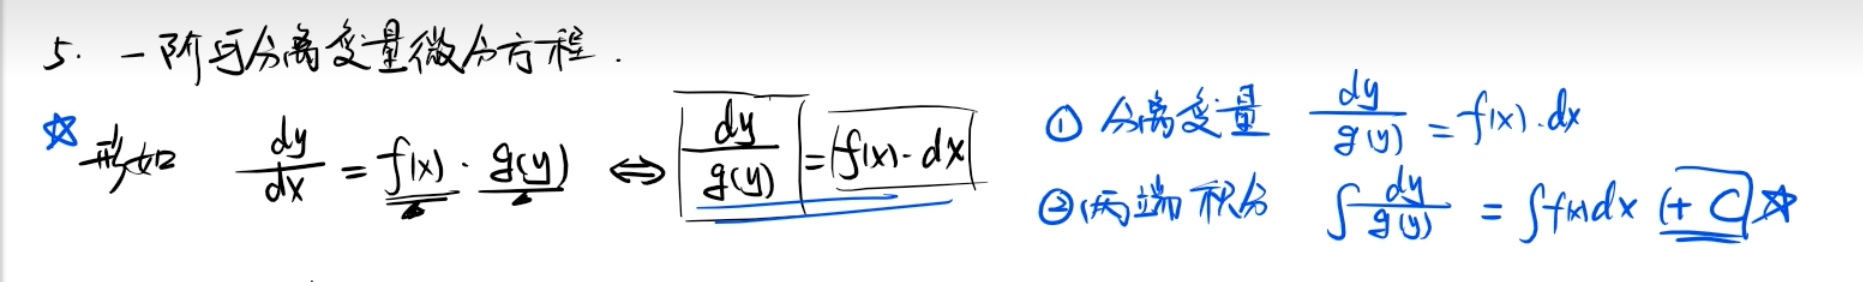 5. 一阶可分离变量微分方程.
☆ 形如 dy/dx = f(x) · g(y) ⇔ dy/g(y) = f(x) · dx
① 分离变量 dy/g(y) = f(x) · dx
② 两端积分 ∫ dy/g(y) = ∫ f(x) dx + C ☆